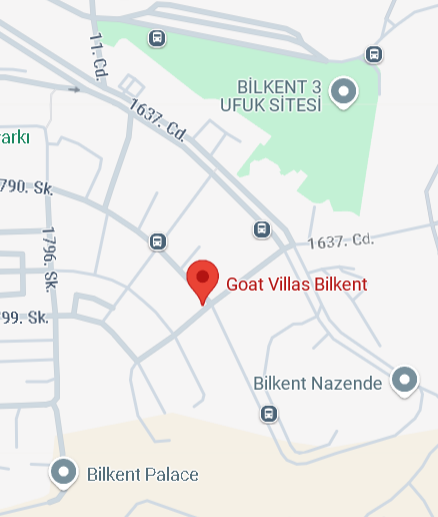 11. Cd.
BİLKENT 3
UFUK SİTESİ
1637. Cd.
arkı
790. Sk.
1796. Sk.
1637. Cd.
Goat Villas Bilkent
99. Sk.
Bilkent Nazende
Bilkent Palace